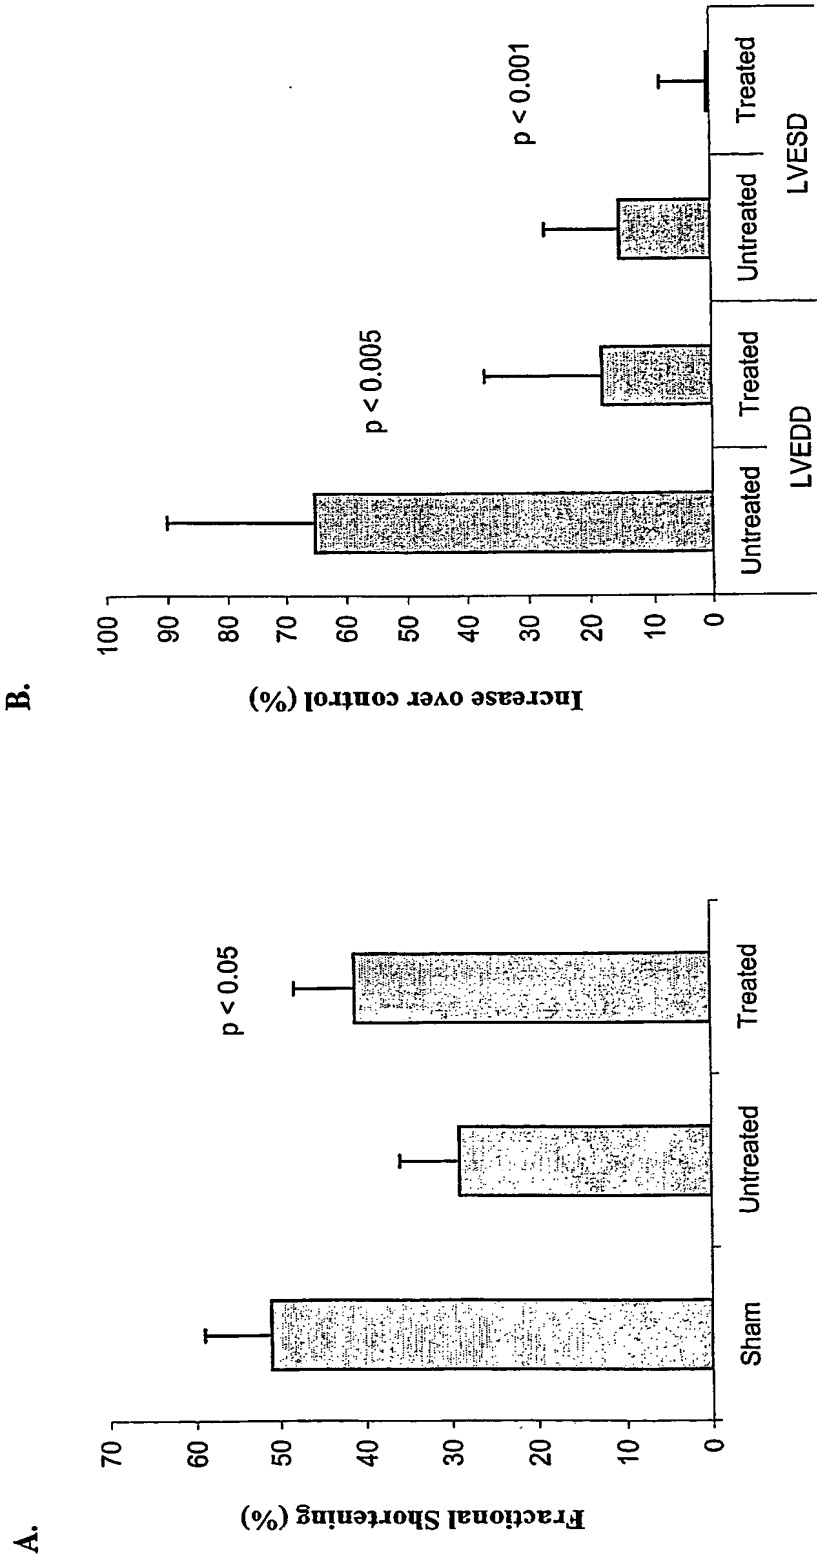 A.
Fractional Shortening (%)
70
60
50
40
30
20
10
0
p < 0.05
Sham
Untreated
Treated
B.
Increase over control (%)
100
90
80
70
60
50
40
30
20
10
0
p < 0.005
p < 0.001
Untreated
Treated
Untreated
Treated
LVEDD
LVESD